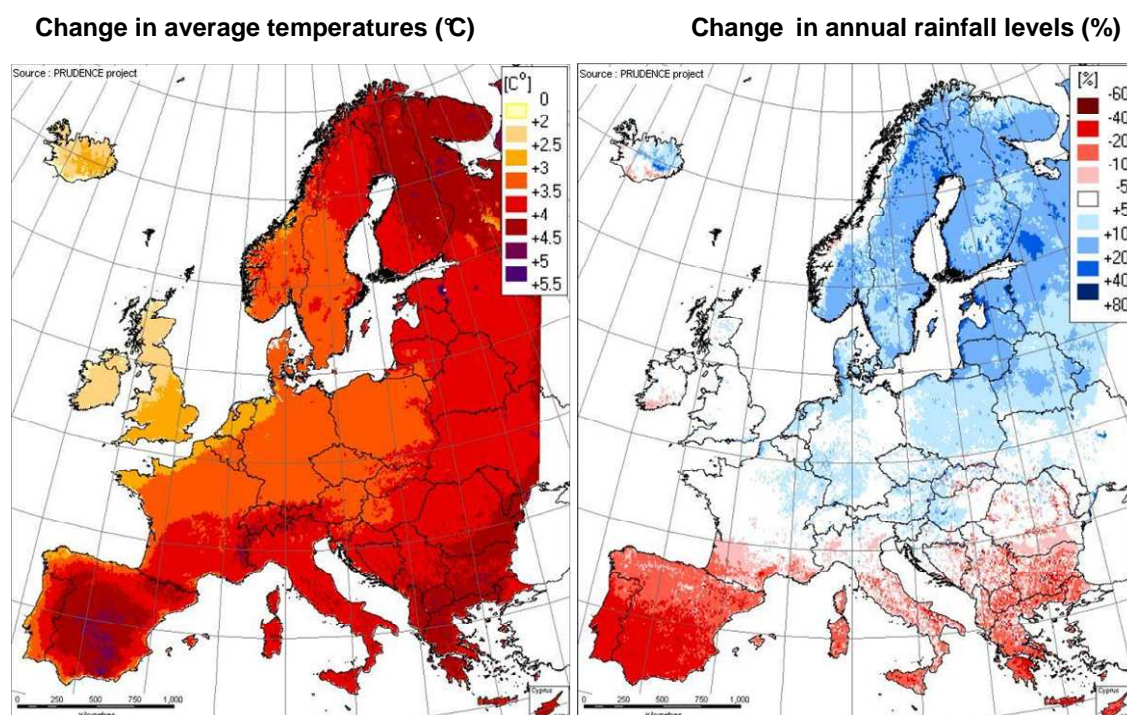 Change in average temperatures (°C)
Change in annual rainfall levels (%)
Source : PRUDENCE project
[C°]
0
+2
+2.5
+3
+3.5
+4
+4.5
+5
+5.5
Cyprus
0 250 500 750 1,000
Kilometres
Source : PRUDENCE project
[%]
-60
-40
-20
-10
-5
+5
+10
+20
+40
+80
Cyprus
0 250 500 750 1,000